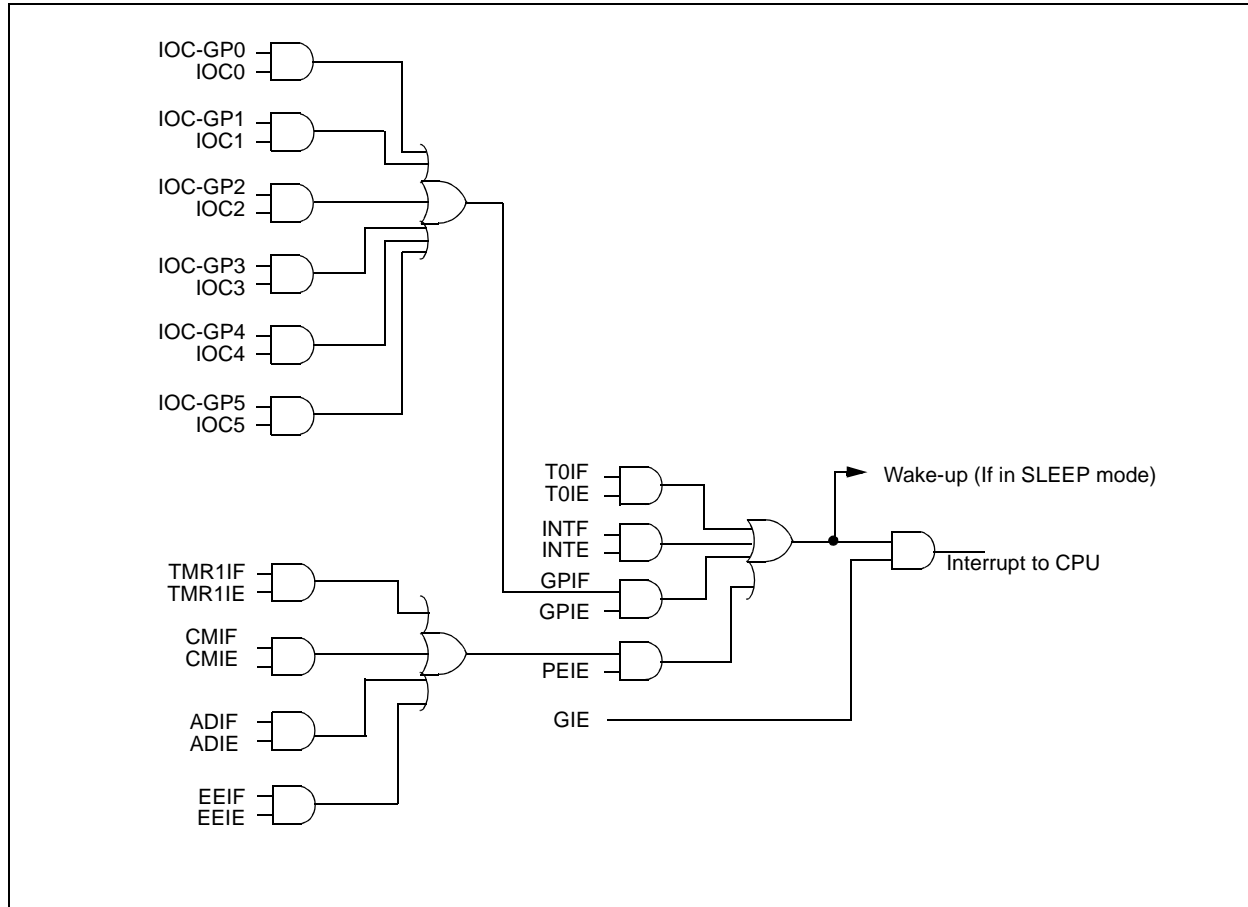 IOC-GP0
IOC0
IOC-GP1
IOC1
IOC-GP2
IOC2
IOC-GP3
IOC3
IOC-GP4
IOC4
IOC-GP5
IOC5
T0IF
T0IE
INTF
INTE
GPIF
GPIE
PEIE
GIE
Wake-up (If in SLEEP mode)
Interrupt to CPU
TMR1IF
TMR1IE
CMIF
CMIE
ADIF
ADIE
EEIF
EEIE